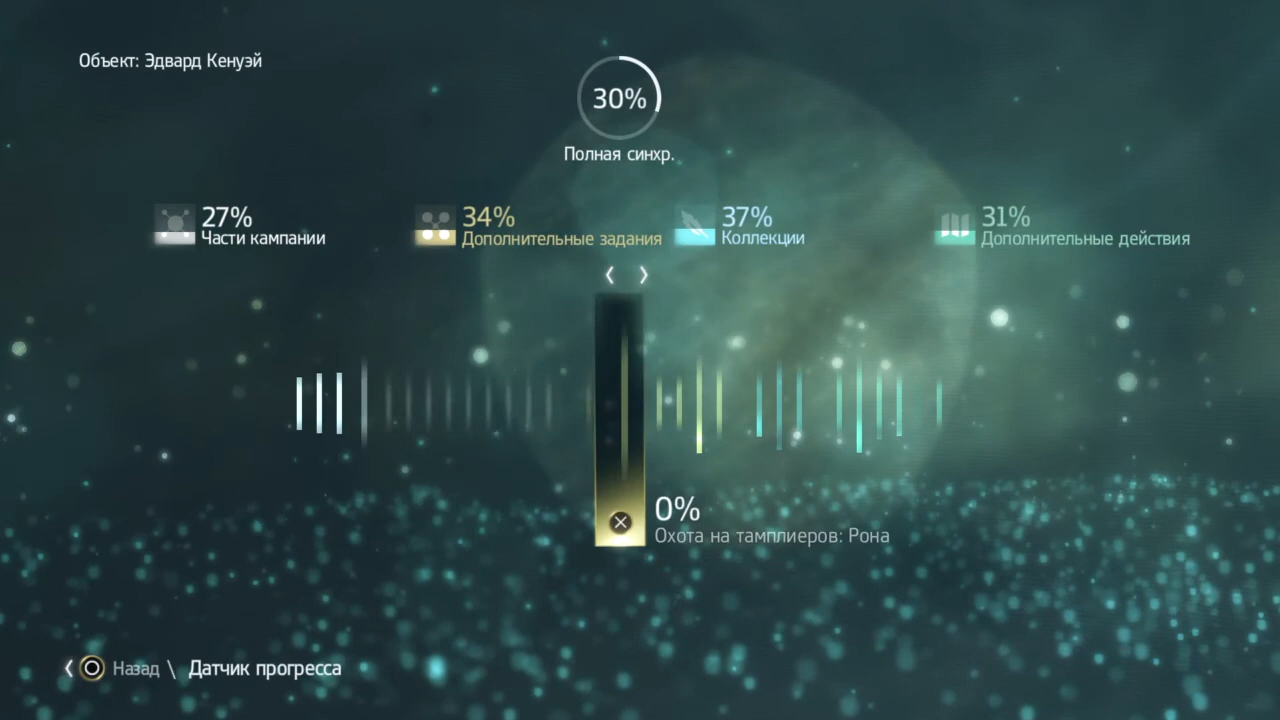 Объект: Эдвард Кенуэй
30%
Полная синхр.
27%
Части кампании
34%
Дополнительные задания
37%
Коллекции
31%
Дополнительные действия
0%
Охота на тамплиеров: Рона
Назад \ Датчик прогресса